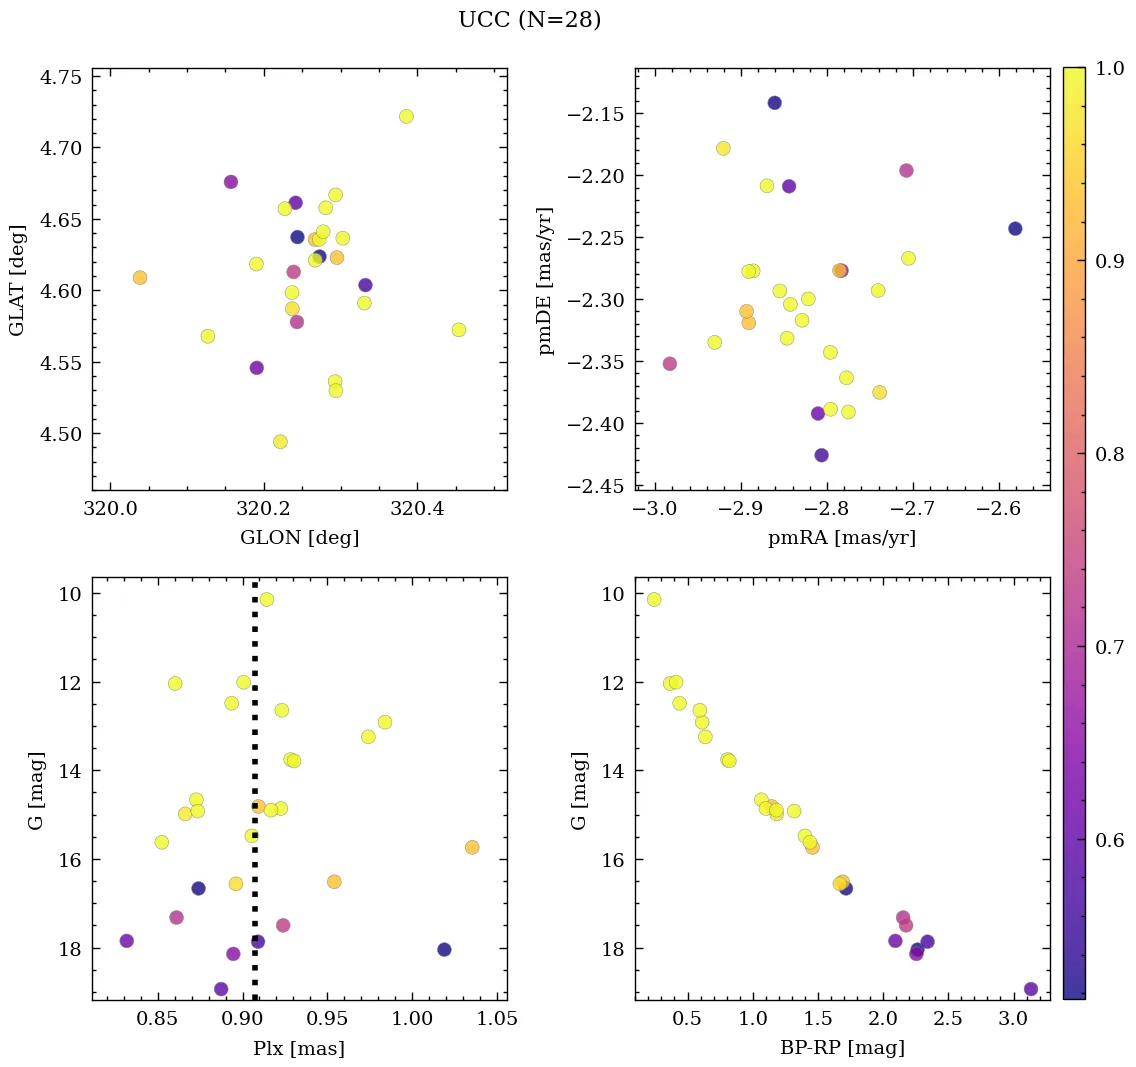 UCC (N=28)
4.75
4.70
4.65
4.60
4.55
4.50
GLAT [deg]
320.0 320.2 320.4
GLON [deg]
−2.15
−2.20
−2.25
−2.30
−2.35
−2.40
−2.45
pmDE [mas/yr]
−3.0 −2.9 −2.8 −2.7 −2.6
pmRA [mas/yr]
1.0
0.9
0.8
0.7
0.6
10
12
14
16
18
G [mag]
0.85 0.90 0.95 1.00 1.05
Plx [mas]
10
12
14
16
18
G [mag]
0.5 1.0 1.5 2.0 2.5 3.0
BP-RP [mag]